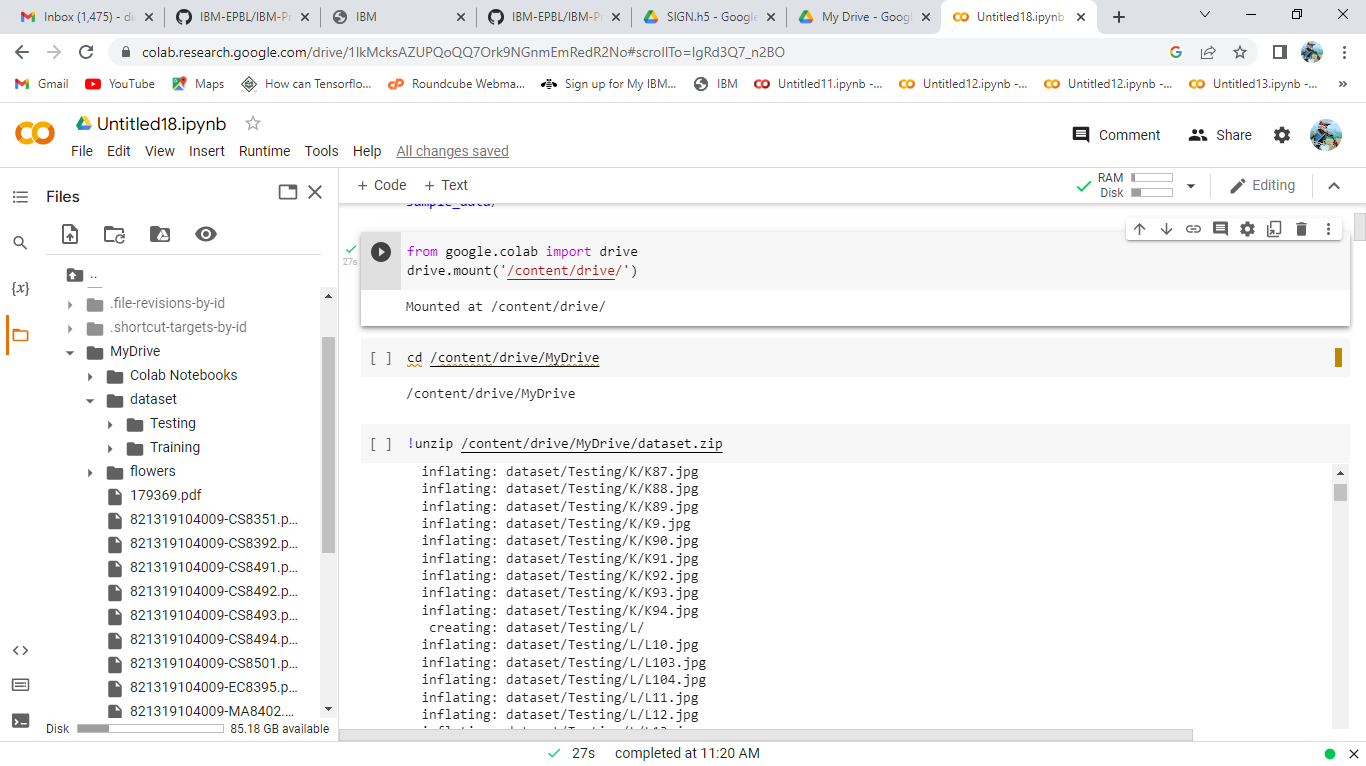 Inbox (1,475) - di
IBM-EPBL/IBM-Pr
IBM
IBM-EPBL/IBM-Pr
SIGN.h5 - Google
My Drive - Googl
Untitled18.ipynb
colab.research.google.com/drive/1IkMcksAZUPQoQQ7Ork9NGnmEmRedR2No#scrollTo=IgRd3Q7_n2BO
Gmail
YouTube
Maps
How can Tensorflo...
Roundcube Webma...
Sign up for My IBM...
IBM
Untitled11.ipynb -...
Untitled12.ipynb -...
Untitled12.ipynb -...
Untitled13.ipynb -...
»
Untitled18.ipynb
File Edit View Insert Runtime Tools Help All changes saved
Comment
Share
Files
+ Code + Text
RAM
Disk
Editing
sample_data/
..
.file-revisions-by-id
.shortcut-targets-by-id
MyDrive
Colab Notebooks
dataset
Testing
Training
flowers
179369.pdf
821319104009-CS8351.p...
821319104009-CS8392.p...
821319104009-CS8491.p...
821319104009-CS8492.p...
821319104009-CS8493.p...
821319104009-CS8494.p...
821319104009-CS8501.p...
821319104009-EC8395.p...
821319104009-MA8402....
Disk
85.18 GB available
{x}
27s
from google.colab import drive
drive.mount('/content/drive/')
Mounted at /content/drive/
[ ] cd /content/drive/MyDrive
/content/drive/MyDrive
[ ] !unzip /content/drive/MyDrive/dataset.zip
inflating: dataset/Testing/K/K87.jpg
inflating: dataset/Testing/K/K88.jpg
inflating: dataset/Testing/K/K89.jpg
inflating: dataset/Testing/K/K9.jpg
inflating: dataset/Testing/K/K90.jpg
inflating: dataset/Testing/K/K91.jpg
inflating: dataset/Testing/K/K92.jpg
inflating: dataset/Testing/K/K93.jpg
inflating: dataset/Testing/K/K94.jpg
creating: dataset/Testing/L/
inflating: dataset/Testing/L/L10.jpg
inflating: dataset/Testing/L/L103.jpg
inflating: dataset/Testing/L/L104.jpg
inflating: dataset/Testing/L/L11.jpg
inflating: dataset/Testing/L/L12.jpg
27s completed at 11:20 AM